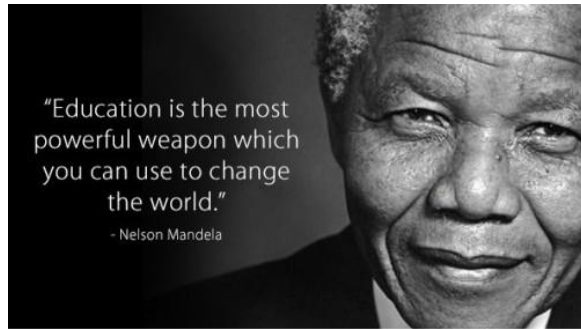 “Education is the most
powerful weapon which
you can use to change
the world.”
- Nelson Mandela